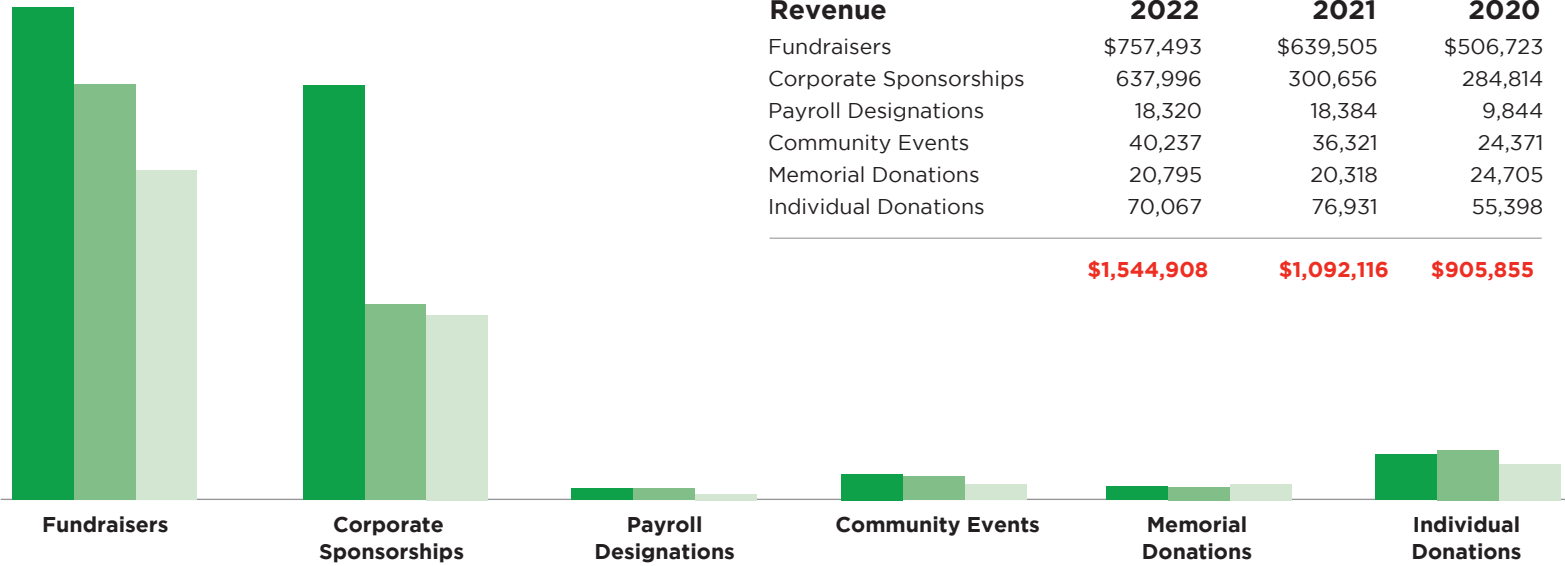 Revenue 2022 2021 2020
Fundraisers $757,493 $639,505 $506,723
Corporate Sponsorships 637,996 300,656 284,814
Payroll Designations 18,320 18,384 9,844
Community Events 40,237 36,321 24,371
Memorial Donations 20,795 20,318 24,705
Individual Donations 70,067 76,931 55,398
$1,544,908 $1,092,116 $905,855
Fundraisers
Corporate
Sponsorships
Payroll
Designations
Community Events
Memorial
Donations
Individual
Donations